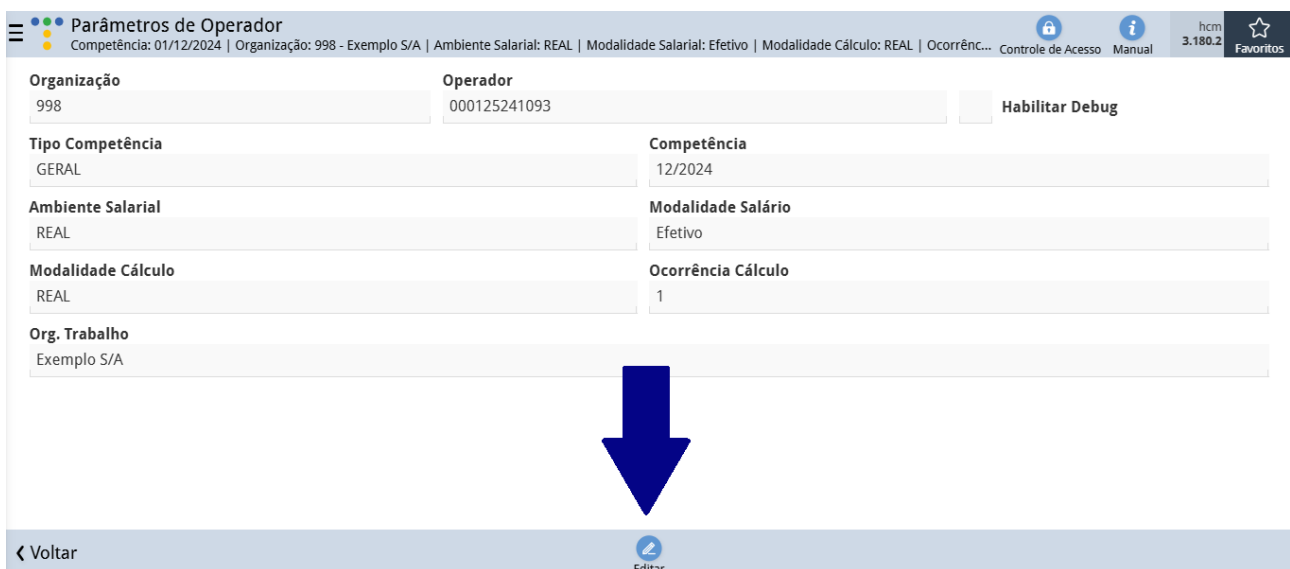 Parâmetros de Operador
Competência: 01/12/2024 | Organização: 998 - Exemplo S/A | Ambiente Salarial: REAL | Modalidade Salarial: Efetivo | Modalidade Cálculo: REAL | Ocorrênc...
Controle de Acesso
Manual
hcm
3.180.2
Favoritos
Organização
Operador
998
000125241093
Habilitar Debug
Tipo Competência
Competência
GERAL
12/2024
Ambiente Salarial
Modalidade Salário
REAL
Efetivo
Modalidade Cálculo
Ocorrência Cálculo
REAL
1
Org. Trabalho
Exemplo S/A
Voltar
Editar